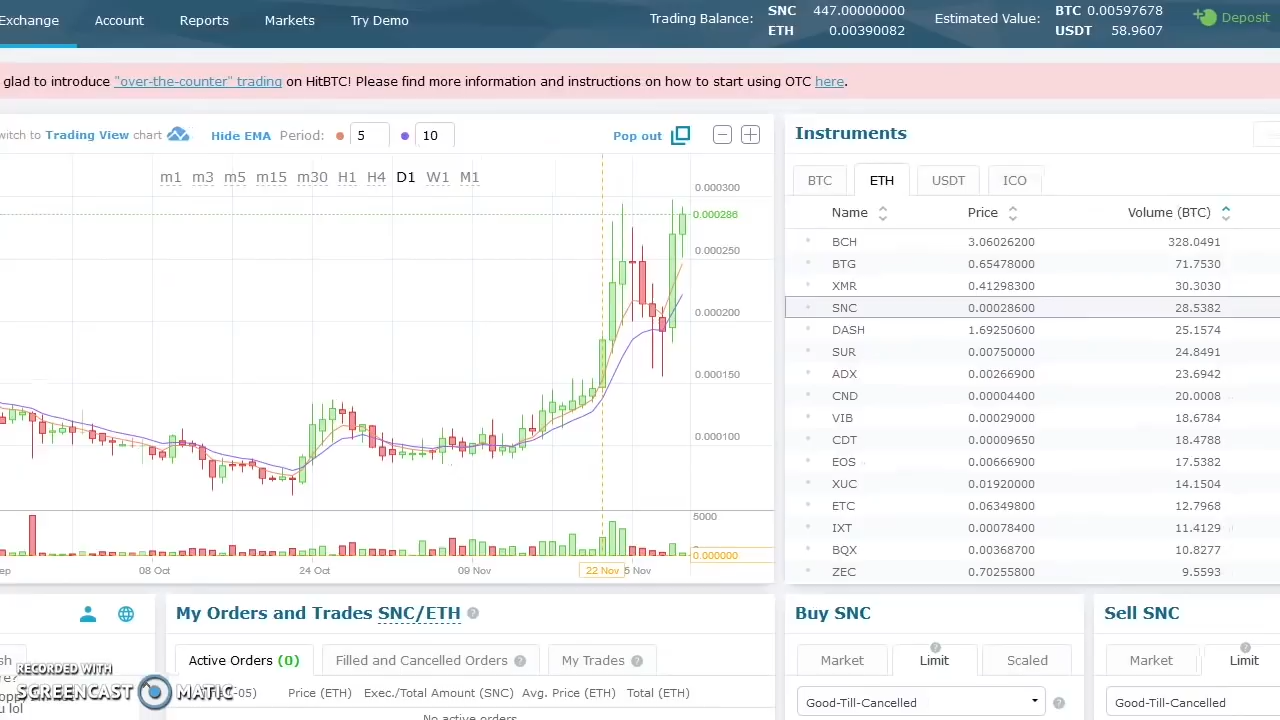 Exchange Account Reports Markets Try Demo Trading Balance: SNC 447.00000000 Estimated Value: BTC 0.00597678 Deposit
ETH 0.00390082 USDT 58.9607
glad to introduce "over-the-counter" trading on HitBTC! Please find more information and instructions on how to start using OTC here.
witch to Trading View chart Hide EMA Period: 5 10 Pop out
m1 m3 m5 m15 m30 H1 H4 D1 W1 M1
0.000300
0.000286
0.000250
0.000200
0.000150
0.000100
5000
0.000000
ep 08 Oct 24 Oct 09 Nov 22 Nov 5 Nov
Instruments
BTC ETH USDT ICO
Name Price Volume (BTC)
BCH 3.06026200 328.0491
BTG 0.65478000 71.7530
XMR 0.41298300 30.3030
SNC 0.00028600 28.5382
DASH 1.69250600 25.1574
SUR 0.00750000 24.8491
ADX 0.00266900 23.6942
CND 0.00004400 20.0008
VIB 0.00029000 18.6784
CDT 0.00009650 18.4788
EOS 0.00666900 17.5382
XUC 0.01920000 14.1504
ETC 0.06349800 12.7968
IXT 0.00078400 11.4129
BQX 0.00368700 10.8277
ZEC 0.70255800 9.5593
My Orders and Trades SNC/ETH
Active Orders (0) Filled and Cancelled Orders My Trades
-05) Price (ETH) Exec./Total Amount (SNC) Avg. Price (ETH) Total (ETH)
No active orders
Buy SNC
Market Limit Scaled
Good-Till-Cancelled
Sell SNC
Market Limit
Good-Till-Cancelled
RECORDED WITH
SCREENCAST MATIC
u lol